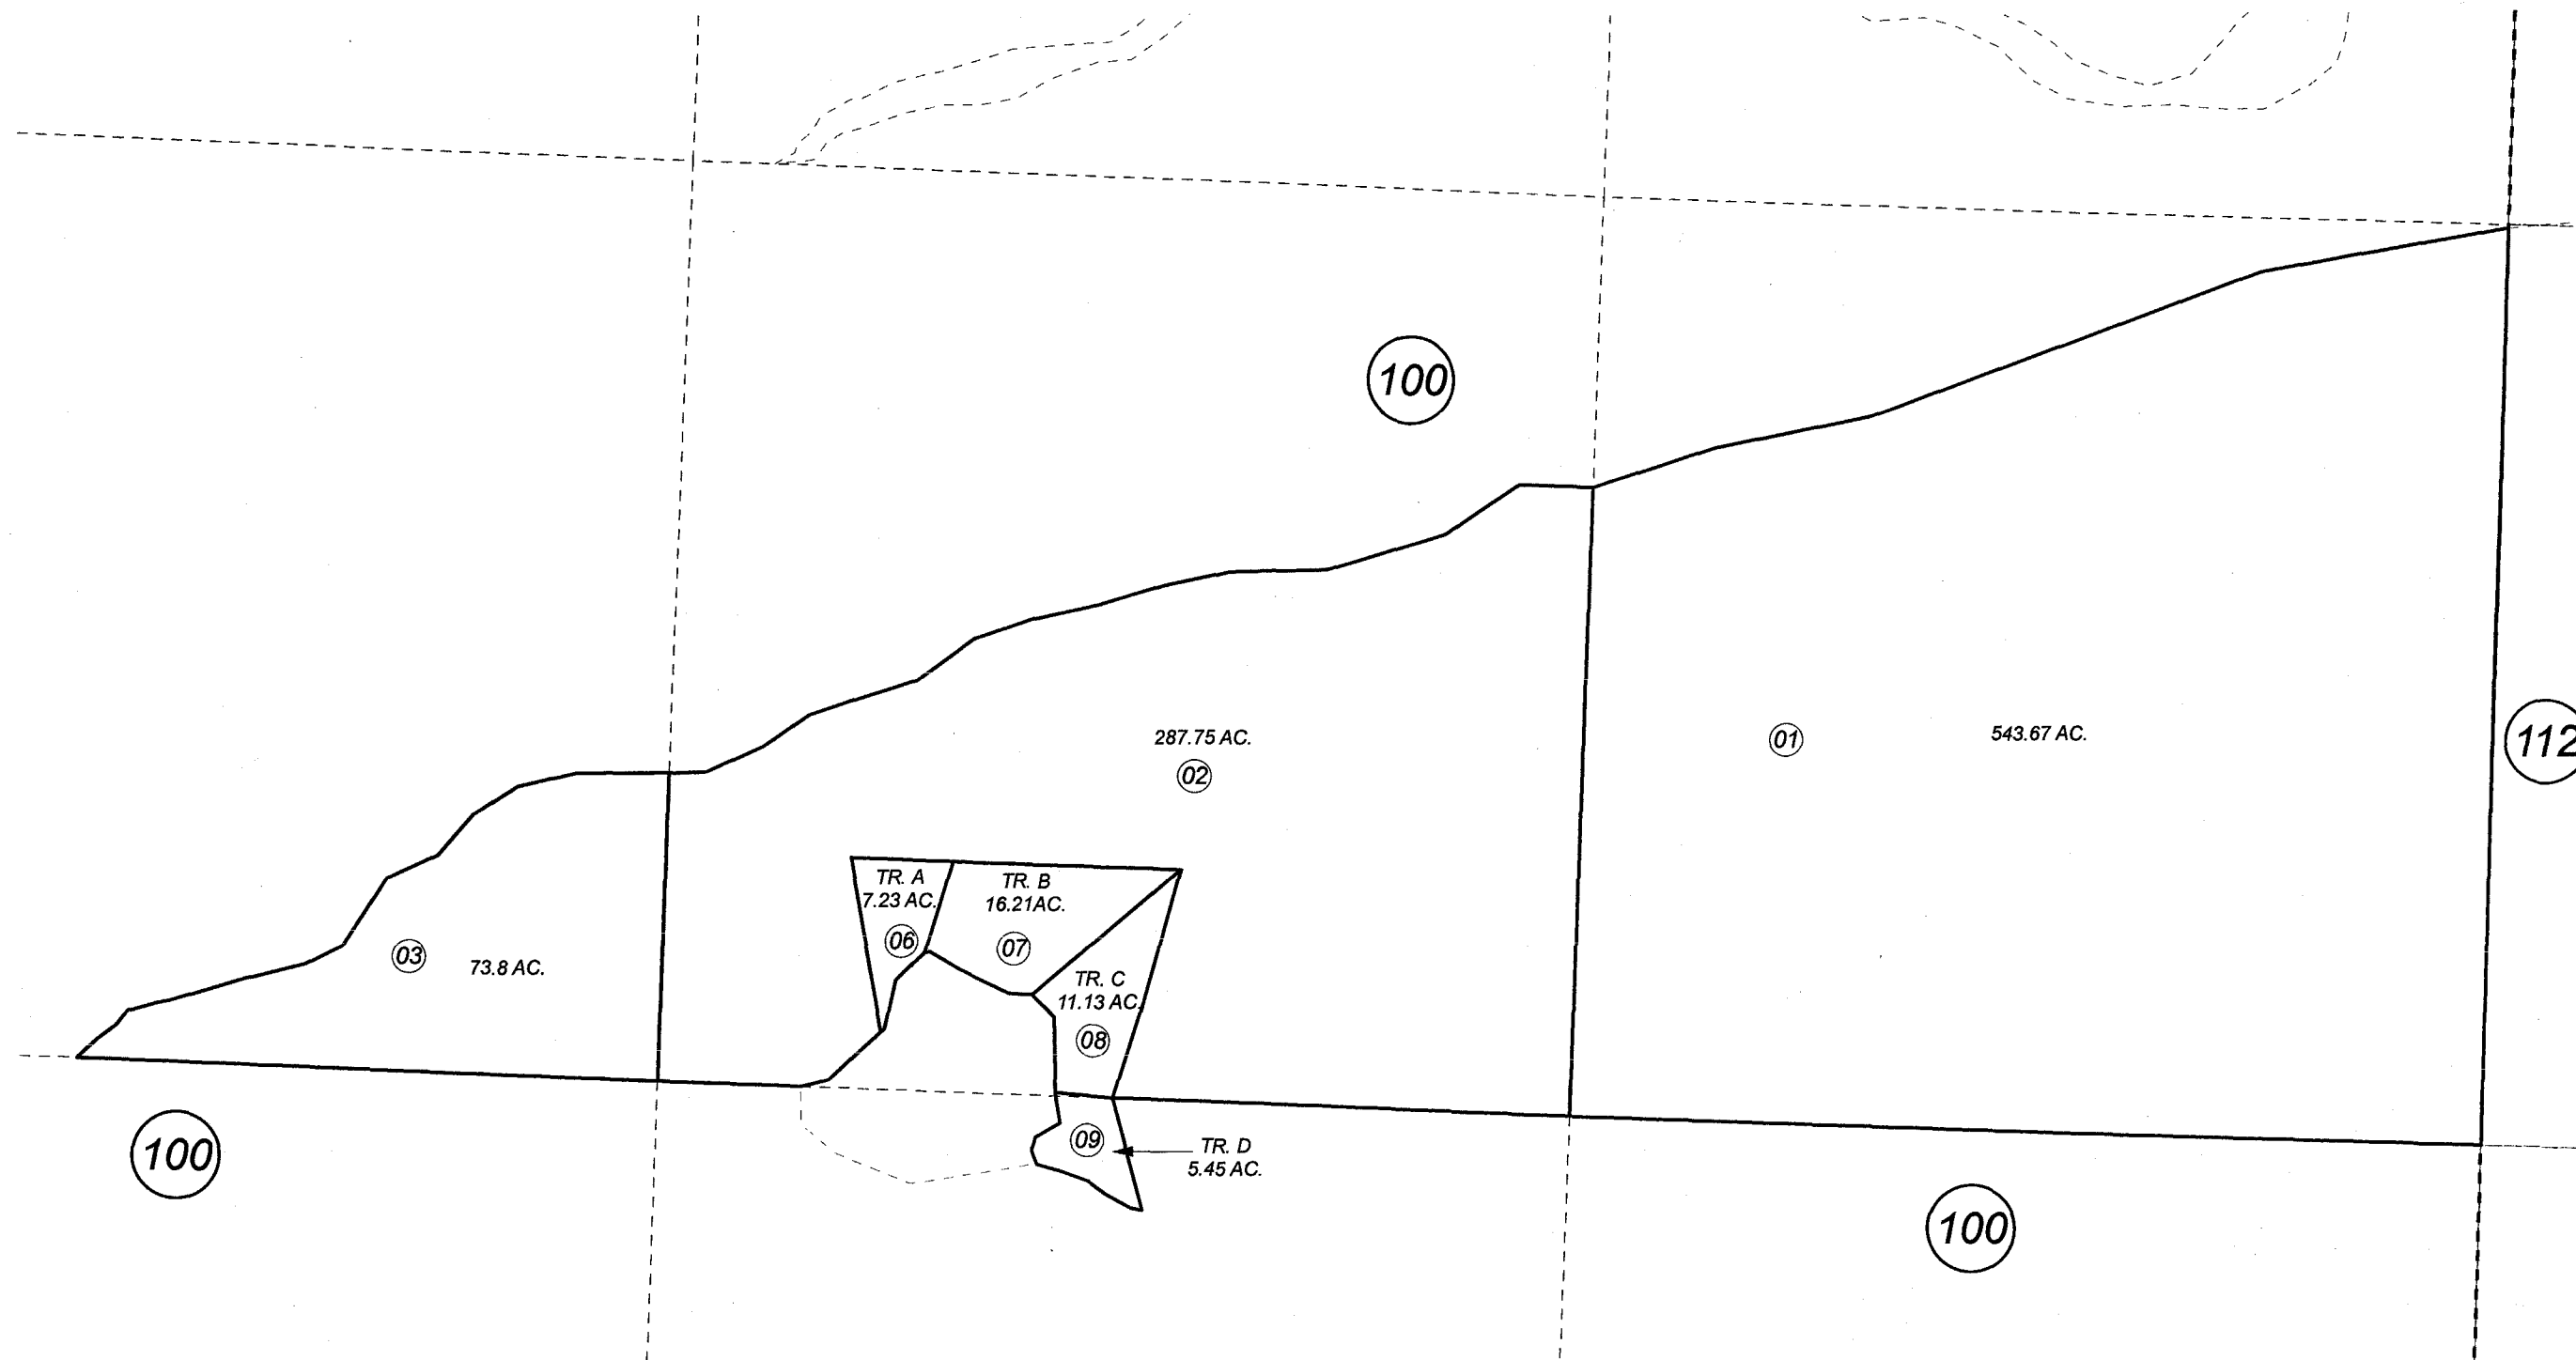 100
287.75 AC.
02
01
543.67 AC.
112
TR. A
7.23 AC.
06
TR. B
16.21AC.
07
03
73.8 AC.
TR. C
11.13 AC.
08
09
TR. D
5.45 AC.
100
100